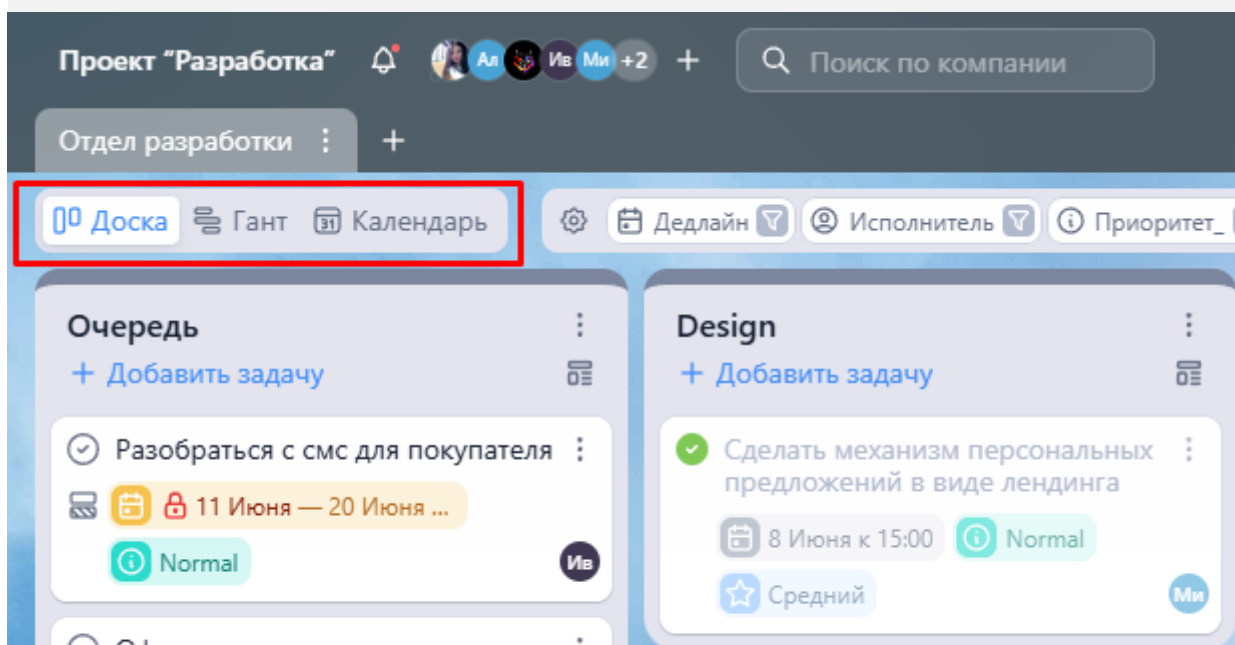 Проект “Разработка” Ал Ив Ми +2 + Поиск по компании
Отдел разработки +
Доска Гант 31 Календарь Дедлайн Исполнитель Приоритет_
Очередь Design
+ Добавить задачу + Добавить задачу
Разобраться с смс для покупателя
11 Июня — 20 Июня ...
Normal Ив
Сделать механизм персональных
предложений в виде лендинга
8 Июня к 15:00 Normal
Средний Ми